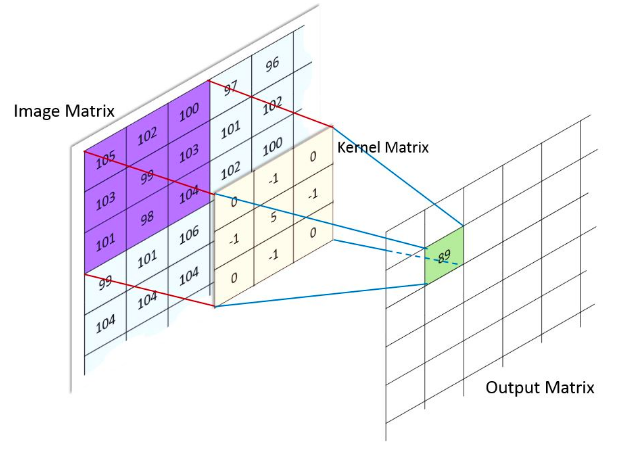 Image Matrix
105 102 100 97 96
103 99 103 101 102
101 98 104 102 100
99 101 106
104 104 104
Kernel Matrix
0 -1 0
-1 5 -1
0 -1 0
89
Output Matrix